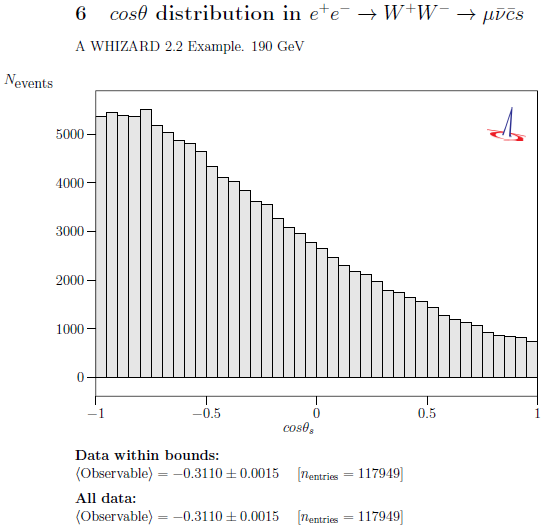 6 cosθ distribution in e⁺e⁻ → W⁺W⁻ → μν̄c̄s
A WHIZARD 2.2 Example. 190 GeV
N_events
5000
4000
3000
2000
1000
0
−1 −0.5 0 0.5 1
cosθ_s
Data within bounds:
⟨Observable⟩ = −0.3110 ± 0.0015 [n_entries = 117949]
All data:
⟨Observable⟩ = −0.3110 ± 0.0015 [n_entries = 117949]